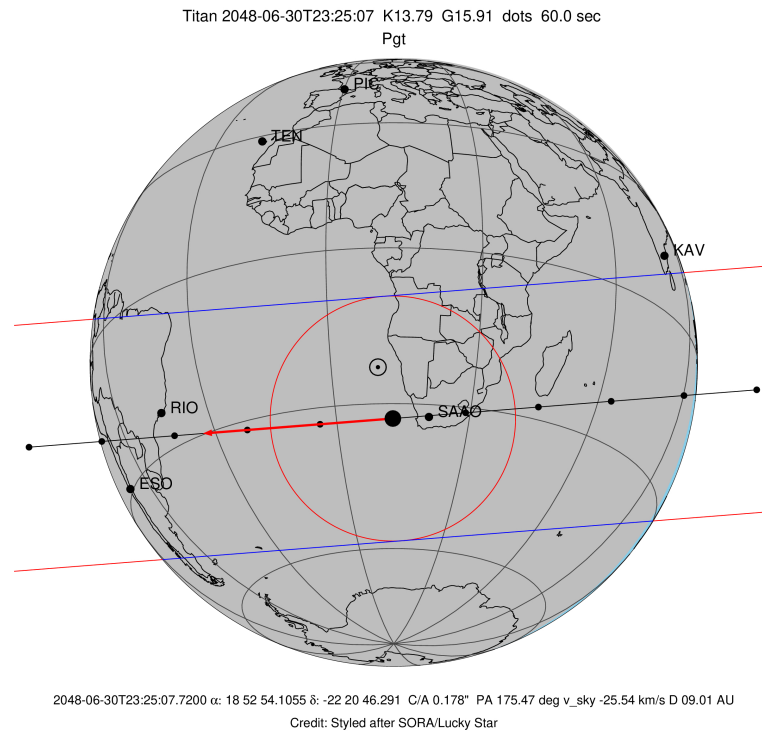 Titan 2048-06-30T23:25:07 K13.79 G15.91 dots 60.0 sec
Pgt
PIC
TEN
KAV
RIO
SAAO
ESO
2048-06-30T23:25:07.7200 α: 18 52 54.1055 δ: -22 20 46.291 C/A 0.178" PA 175.47 deg v_sky -25.54 km/s D 09.01 AU
Credit: Styled after SORA/Lucky Star